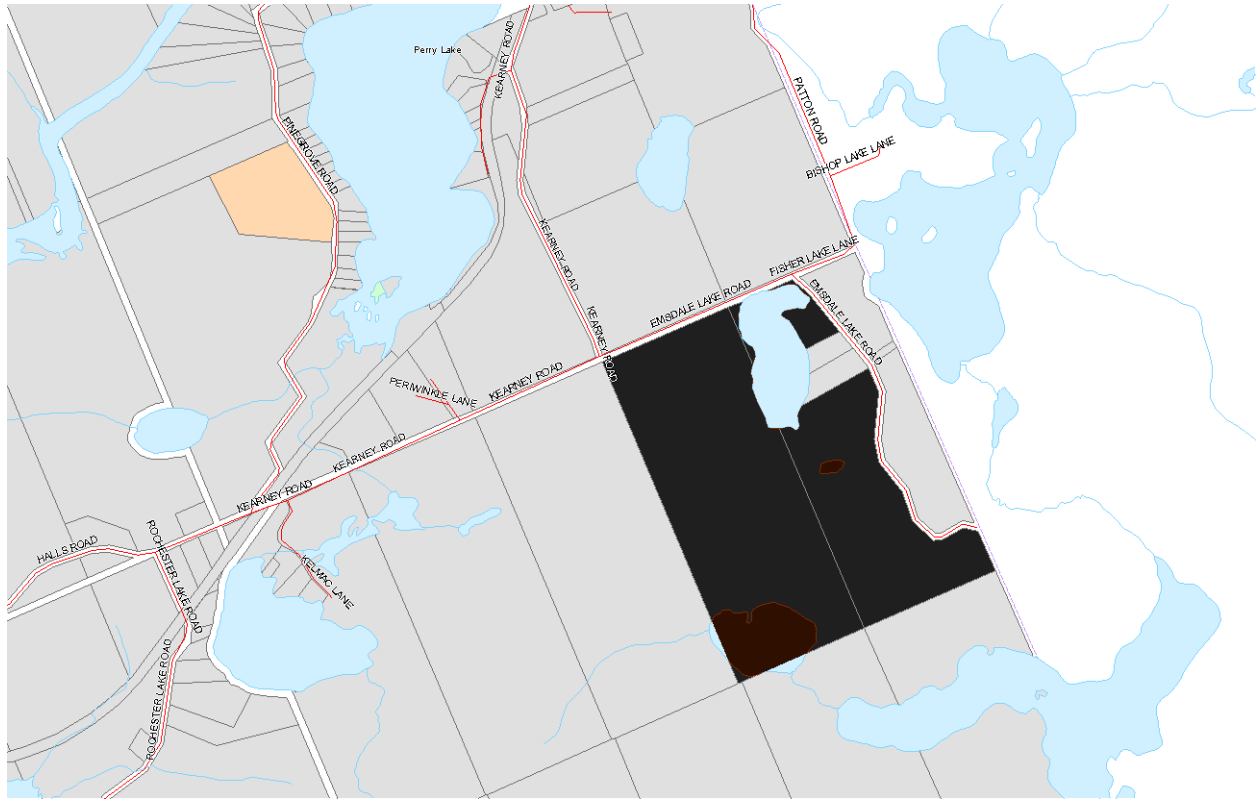 Perry Lake
KEARNEY ROAD
PATTON ROAD
PINEGROVE ROAD
BISHOP LAKE LANE
KEARNEY ROAD
FISHER LAKE LANE
EMSDALE LAKE ROAD
EMSDALE LAKE ROAD
KEARNEY ROAD
KEARNEY ROAD
PERIWINKLE LANE
KEARNEY ROAD
KEARNEY ROAD
HALLS ROAD
ROCHESTER LAKE ROAD
KELMAC LANE
ROCHESTER LAKE ROAD